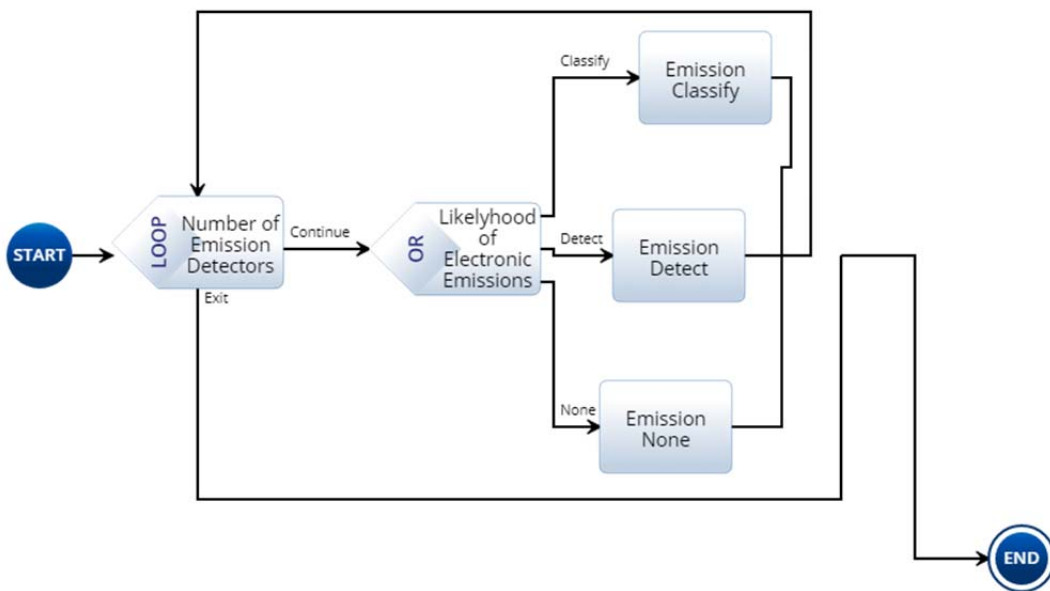 Classify
Emission
Classify
START
LOOP
Number of
Emission
Detectors
Continue
Exit
OR
Likelyhood
of
Electronic
Emissions
Detect
Emission
Detect
None
Emission
None
END